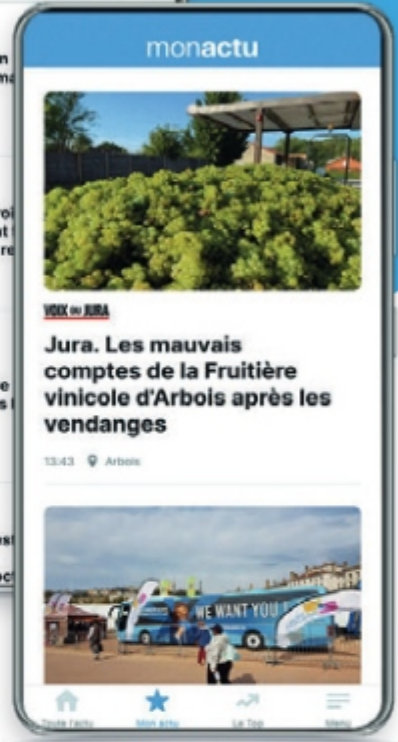 monactu
VOIX DU JURA
Jura. Les mauvais
comptes de la Fruitière
vinicole d'Arbois après les
vendanges
13:43 Arbois
WE WANT YOU !
Toute l'actu
Mon actu
Le Top
Menu